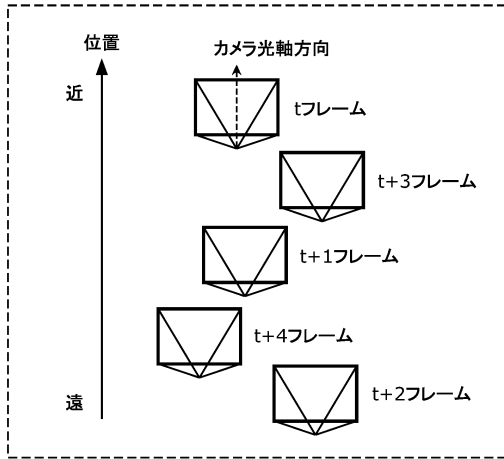 位置
カメラ光軸方向
近
tフレーム
t+3フレーム
t+1フレーム
t+4フレーム
遠
t+2フレーム